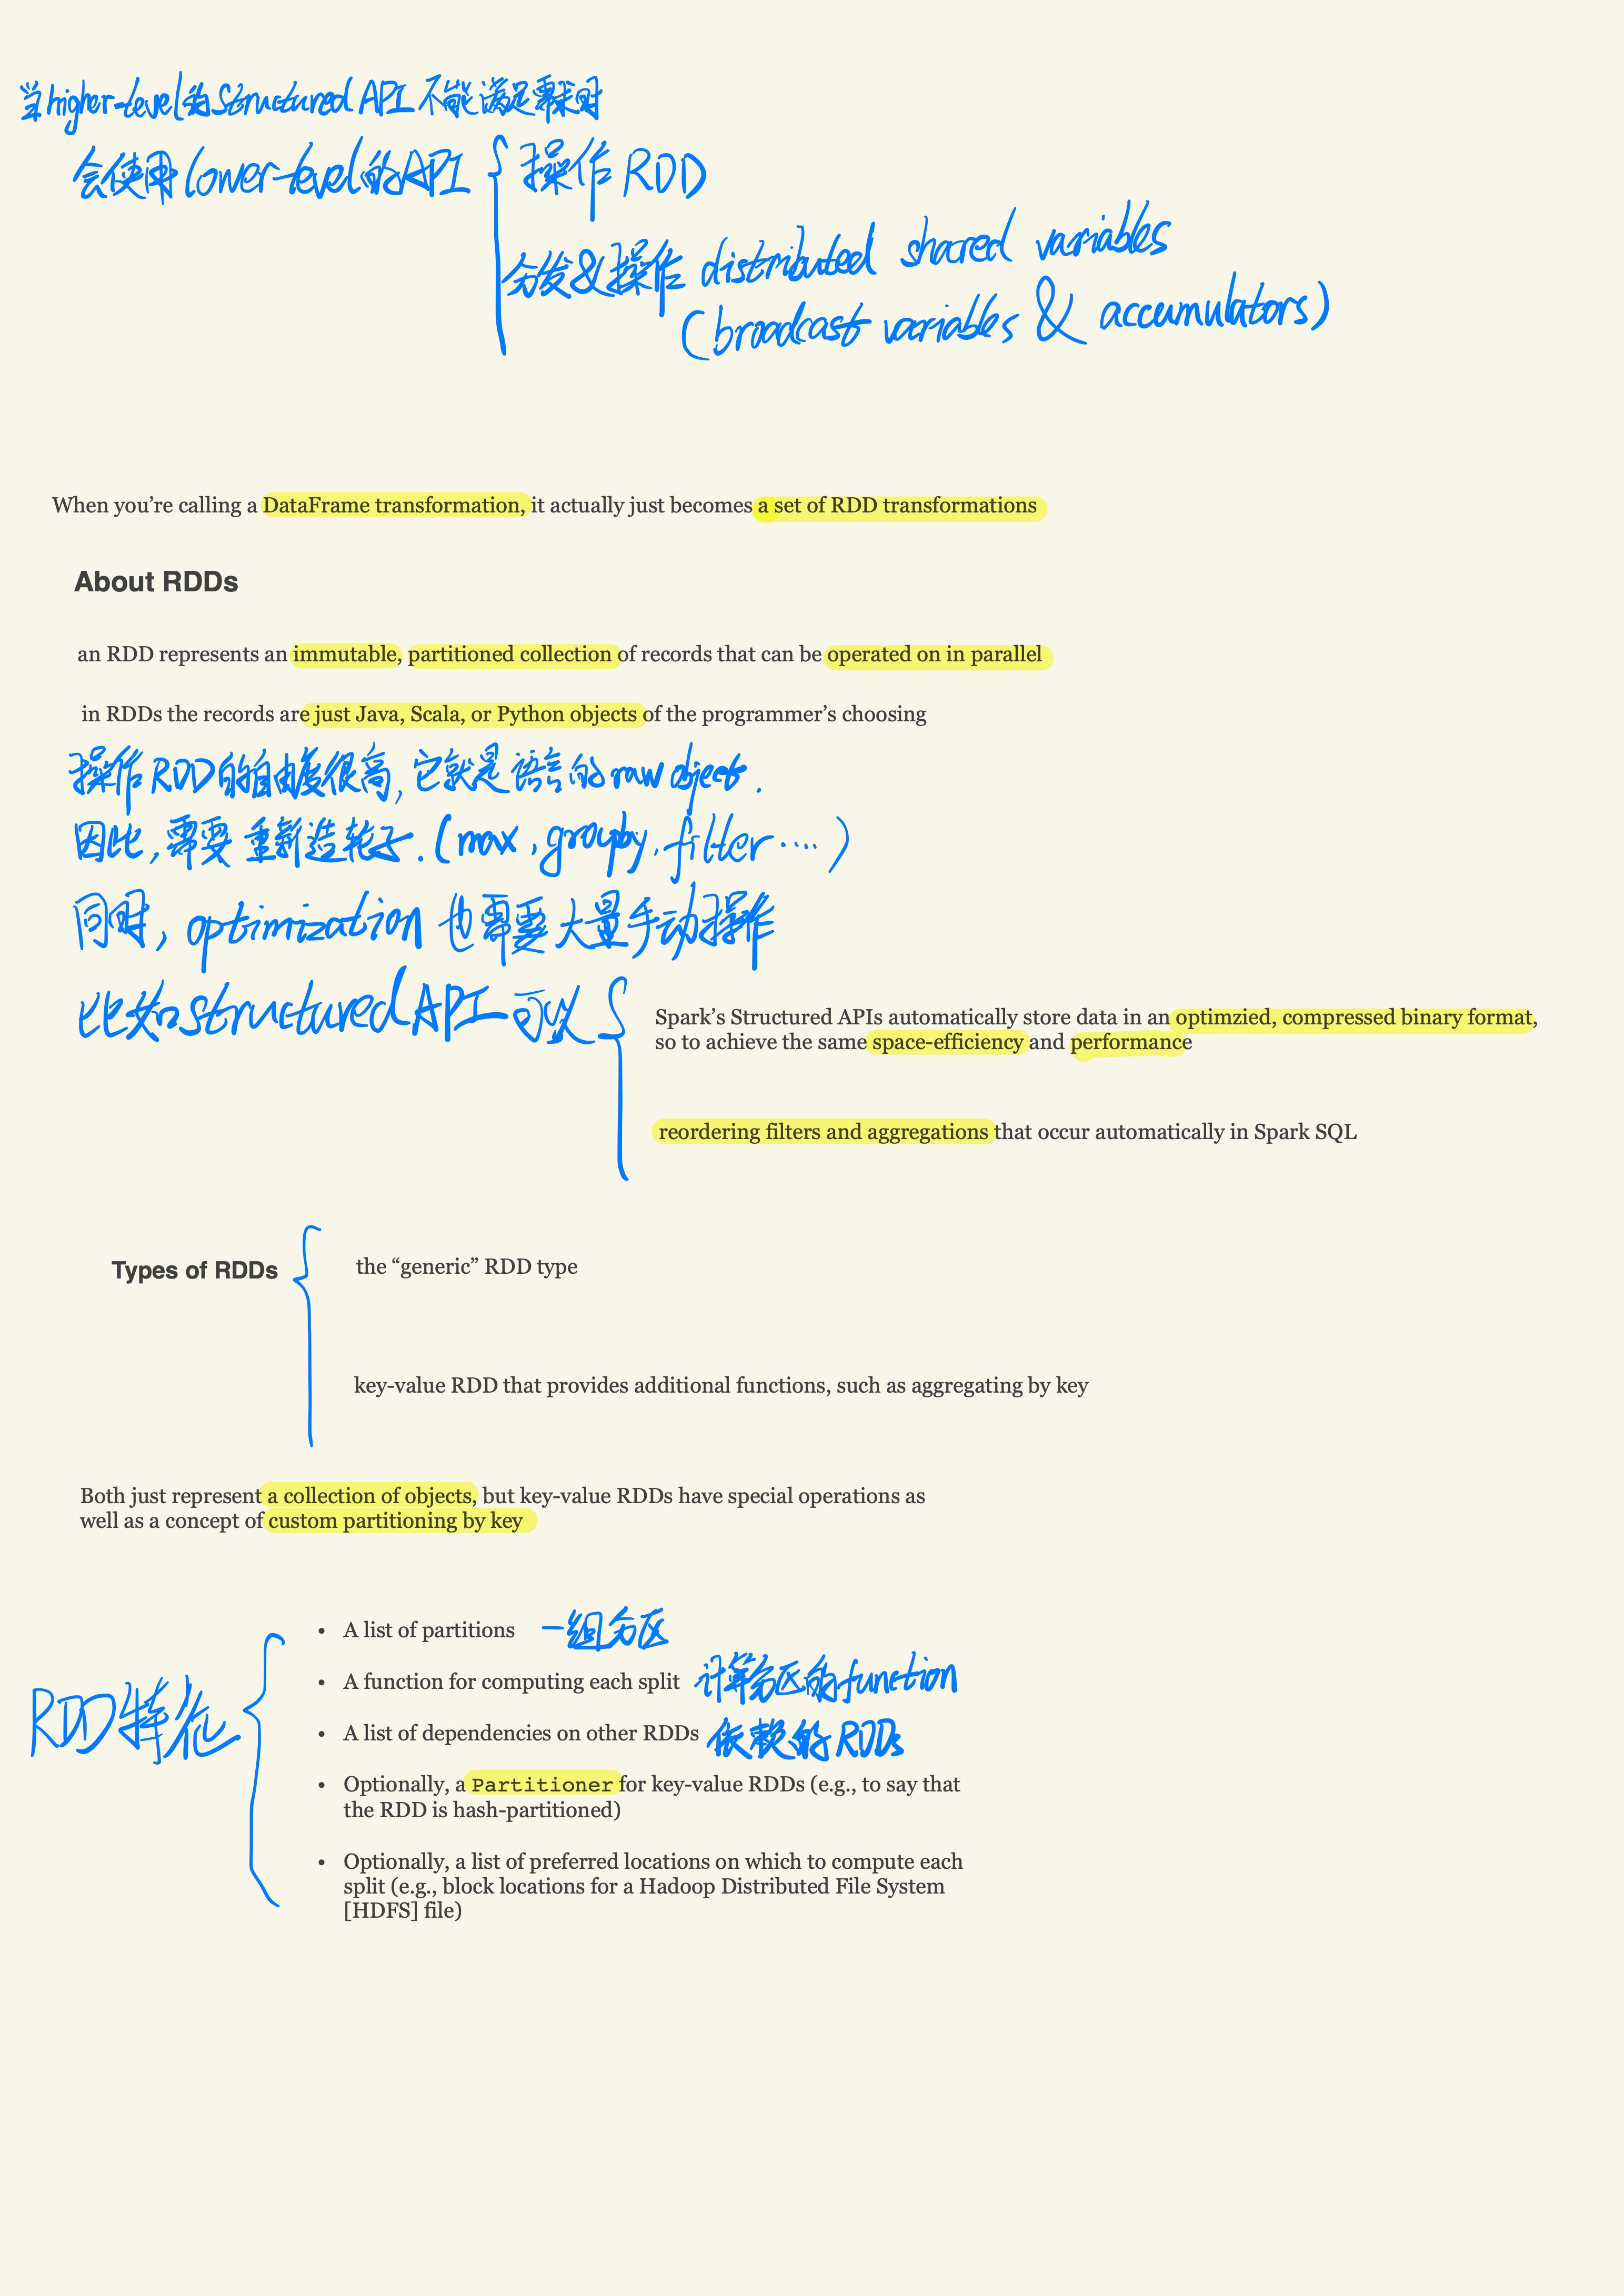 当higher-level的Structured API不能满足需求时
会使用lower-level的API
操作RDD
分发&操作 distributed shared variables
(broadcast variables & accumulators)
When you’re calling a DataFrame transformation, it actually just becomes a set of RDD transformations
About RDDs
an RDD represents an immutable, partitioned collection of records that can be operated on in parallel
in RDDs the records are just Java, Scala, or Python objects of the programmer’s choosing
操作RDD的自由度很高,它就是语言的raw object.
因此,需要重新造轮子.(max,groupby,filter····)
同时,optimization也需要大量手动操作
比如structured API可以
Spark’s Structured APIs automatically store data in an optimzied, compressed binary format,
so to achieve the same space-efficiency and performance
reordering filters and aggregations that occur automatically in Spark SQL
Types of RDDs
the “generic” RDD type
key-value RDD that provides additional functions, such as aggregating by key
Both just represent a collection of objects, but key-value RDDs have special operations as
well as a concept of custom partitioning by key
RDD特征
• A list of partitions 一组分区
• A function for computing each split 计算分区的function
• A list of dependencies on other RDDs 依赖的RDDs
• Optionally, a Partitioner for key-value RDDs (e.g., to say that
the RDD is hash-partitioned)
• Optionally, a list of preferred locations on which to compute each
split (e.g., block locations for a Hadoop Distributed File System
[HDFS] file)